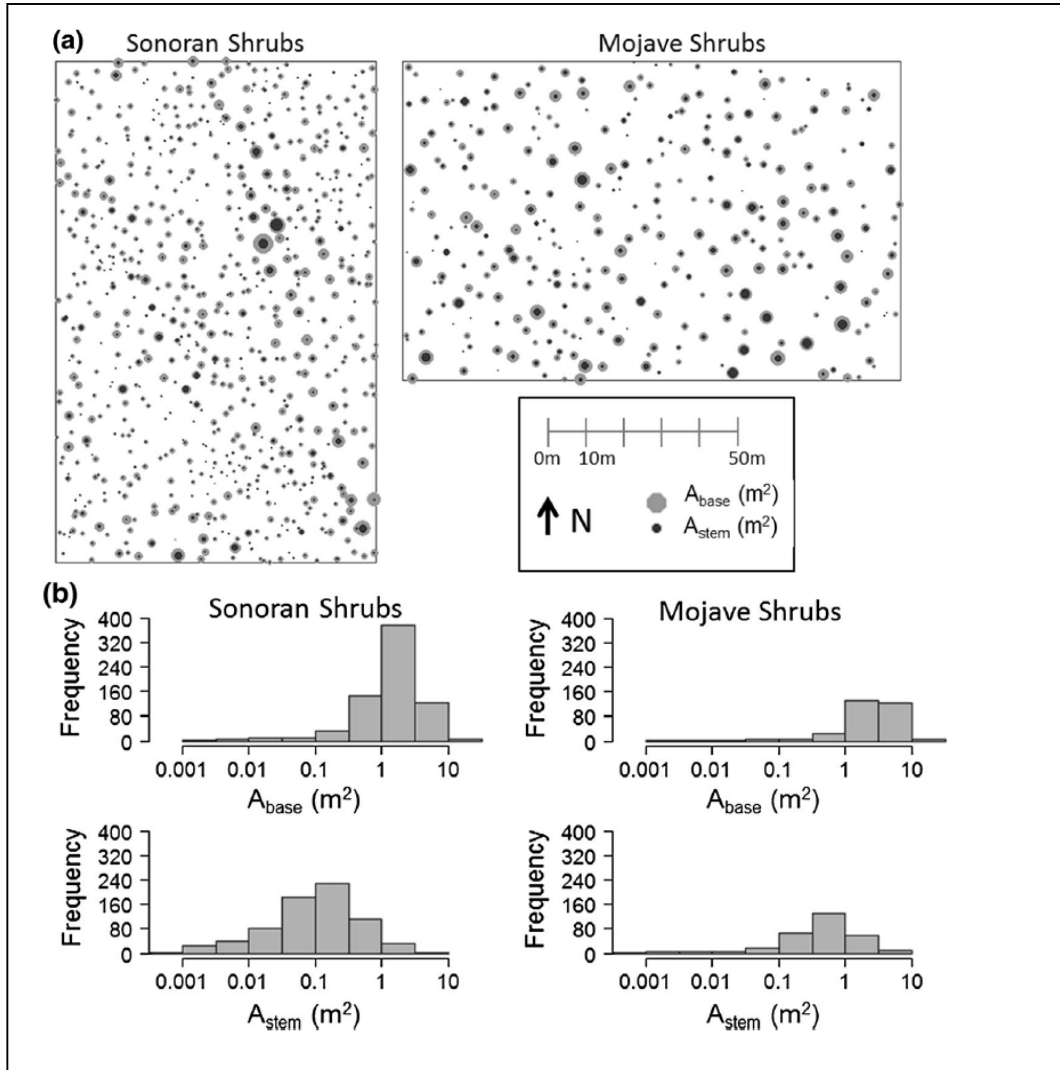 (a)
Sonoran Shrubs
Mojave Shrubs
0m 10m 50m
N
A_base (m²)
A_stem (m²)
(b)
Sonoran Shrubs
Frequency
400
320
240
160
80
0
0.001 0.01 0.1 1 10
A_base (m²)
Mojave Shrubs
Frequency
400
320
240
160
80
0
0.001 0.01 0.1 1 10
A_base (m²)
Frequency
400
320
240
160
80
0
0.001 0.01 0.1 1 10
A_stem (m²)
Frequency
400
320
240
160
80
0
0.001 0.01 0.1 1 10
A_stem (m²)